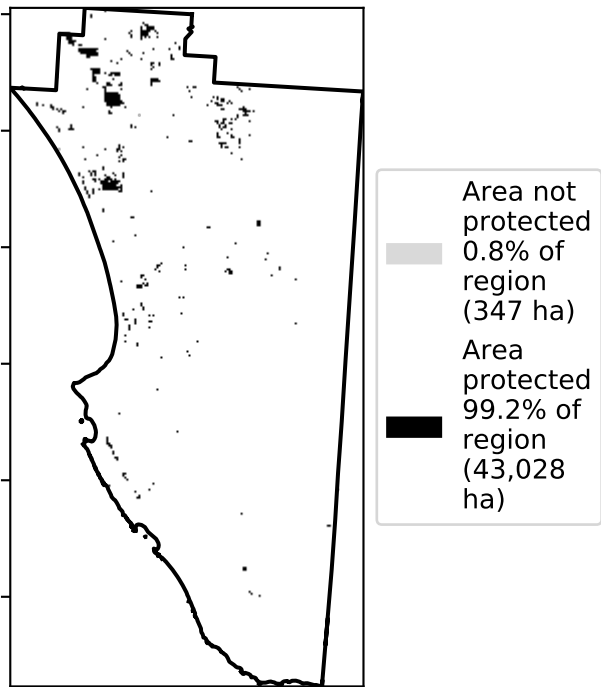 Area not
protected
0.8% of
region
(347 ha)
Area
protected
99.2% of
region
(43,028
ha)